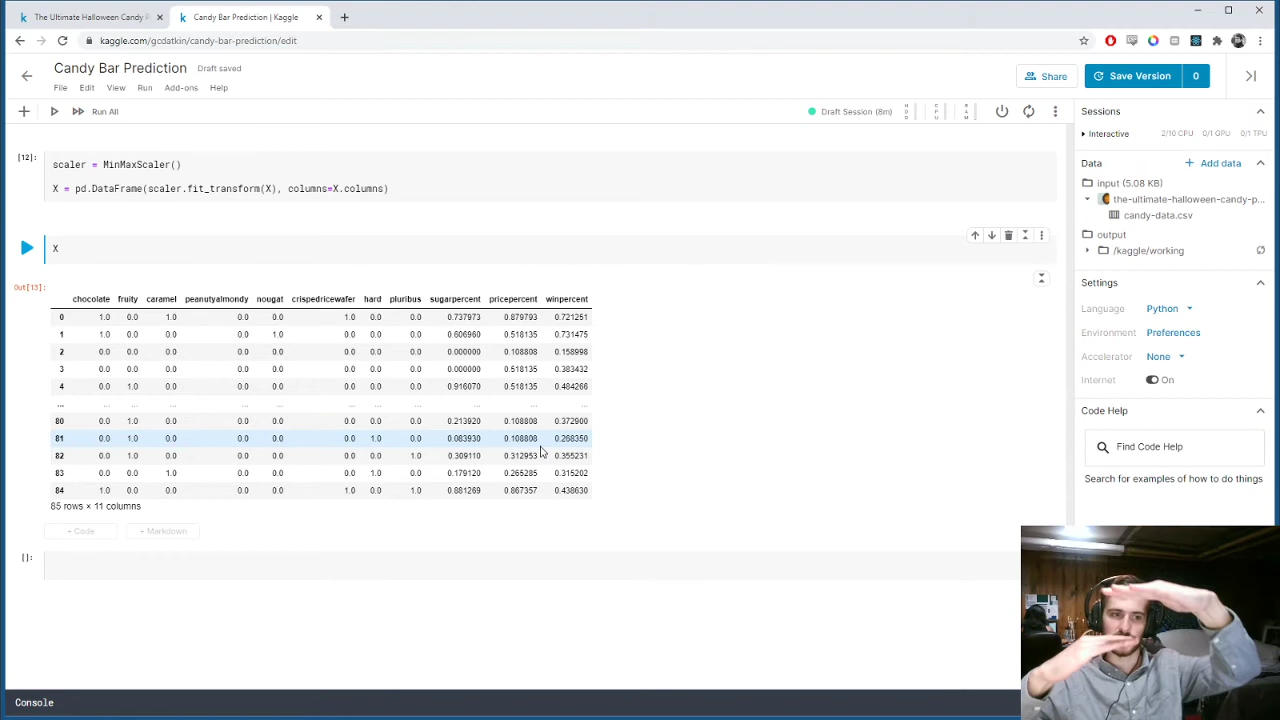 The Ultimate Halloween Candy P
Candy Bar Prediction | Kaggle
kaggle.com/gcdatkin/candy-bar-prediction/edit
Candy Bar Prediction Draft saved
Share
Save Version 0
File Edit View Run Add-ons Help
Run All
Draft Session (8m)
HDD CPU RAM
[12]:
scaler = MinMaxScaler()
X = pd.DataFrame(scaler.fit_transform(X), columns=X.columns)
X
Out[13]:
chocolate fruity caramel peanutyalmondy nougat crispedricewafer hard pluribus sugarpercent pricepercent winpercent
0 1.0 0.0 1.0 0.0 0.0 1.0 0.0 0.0 0.737973 0.879793 0.721251
1 1.0 0.0 0.0 0.0 1.0 0.0 0.0 0.0 0.606960 0.518135 0.731475
2 0.0 0.0 0.0 0.0 0.0 0.0 0.0 0.0 0.000000 0.108808 0.158998
3 0.0 0.0 0.0 0.0 0.0 0.0 0.0 0.0 0.000000 0.518135 0.383432
4 0.0 1.0 0.0 0.0 0.0 0.0 0.0 0.0 0.916070 0.518135 0.484266
... ... ... ... ... ... ... ... ... ... ... ...
80 0.0 1.0 0.0 0.0 0.0 0.0 0.0 0.0 0.213920 0.108808 0.372900
81 0.0 1.0 0.0 0.0 0.0 0.0 1.0 0.0 0.083930 0.108808 0.268350
82 0.0 1.0 0.0 0.0 0.0 0.0 0.0 1.0 0.309110 0.312953 0.355231
83 0.0 0.0 1.0 0.0 0.0 0.0 1.0 0.0 0.179120 0.265285 0.315202
84 1.0 0.0 0.0 0.0 0.0 1.0 0.0 1.0 0.881269 0.867357 0.438630
85 rows × 11 columns
+ Code + Markdown
[]:
Console
Sessions
Interactive 2/10 CPU 0/1 GPU 0/1 TPU
Data
+ Add data
input (5.08 KB)
the-ultimate-halloween-candy-p...
candy-data.csv
output
/kaggle/working
Settings
Language Python
Environment Preferences
Accelerator None
Internet On
Code Help
Find Code Help
Search for examples of how to do things